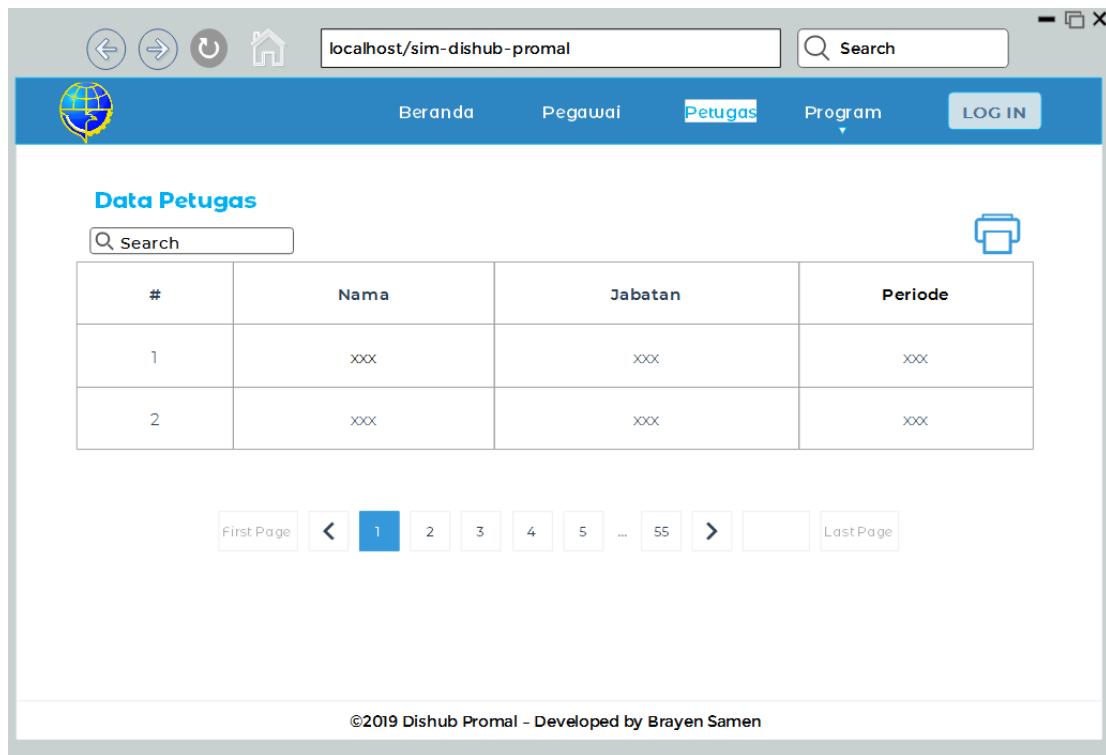 localhost/sim-dishub-promal Search
Beranda Pegawai Petugas Program LOG IN
Data Petugas
Search
# Nama Jabatan Periode
1 xxx xxx xxx
2 xxx xxx xxx
First Page 1 2 3 4 5 ... 55 Last Page
©2019 Dishub Promal – Developed by Brayen Samen